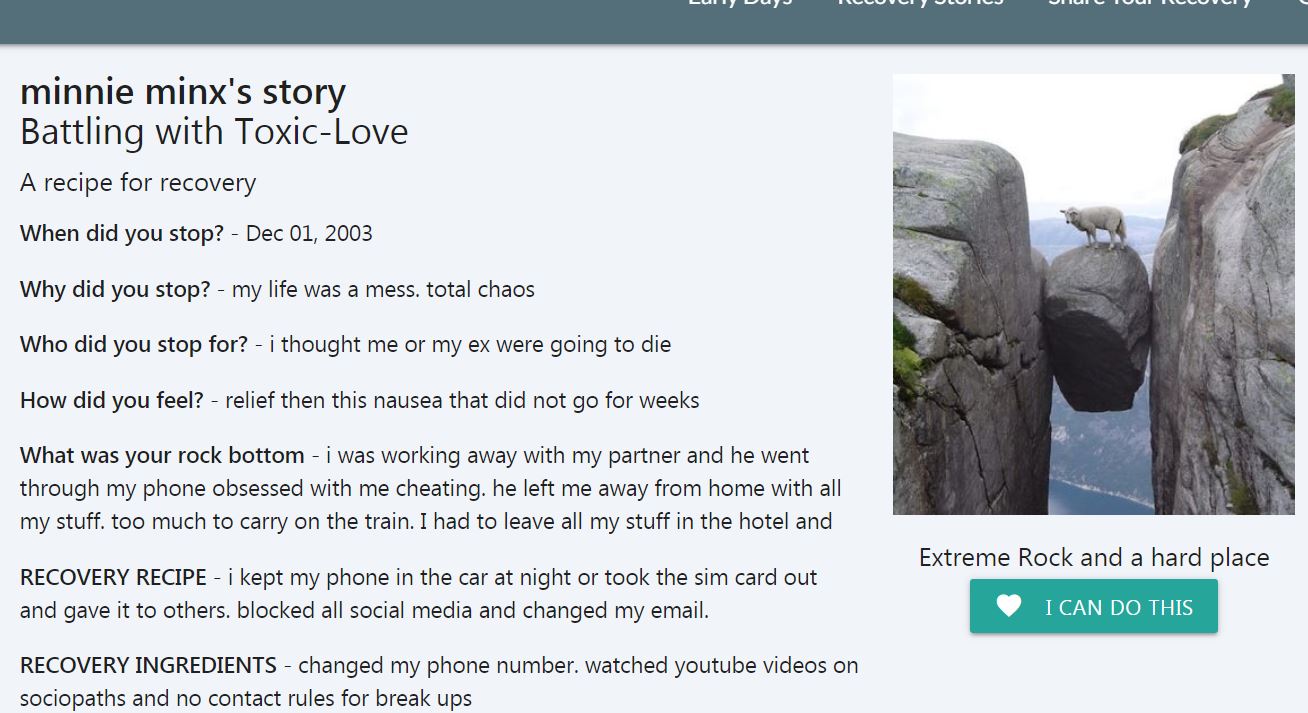 Early Days Recovery Stories Share Your Recovery
minnie minx's story
Battling with Toxic-Love
A recipe for recovery
When did you stop? - Dec 01, 2003
Why did you stop? - my life was a mess. total chaos
Who did you stop for? - i thought me or my ex were going to die
How did you feel? - relief then this nausea that did not go for weeks
What was your rock bottom - i was working away with my partner and he went
through my phone obsessed with me cheating. he left me away from home with all
my stuff. too much to carry on the train. I had to leave all my stuff in the hotel and
RECOVERY RECIPE - i kept my phone in the car at night or took the sim card out
and gave it to others. blocked all social media and changed my email.
RECOVERY INGREDIENTS - changed my phone number. watched youtube videos on
sociopaths and no contact rules for break ups
Extreme Rock and a hard place
I CAN DO THIS